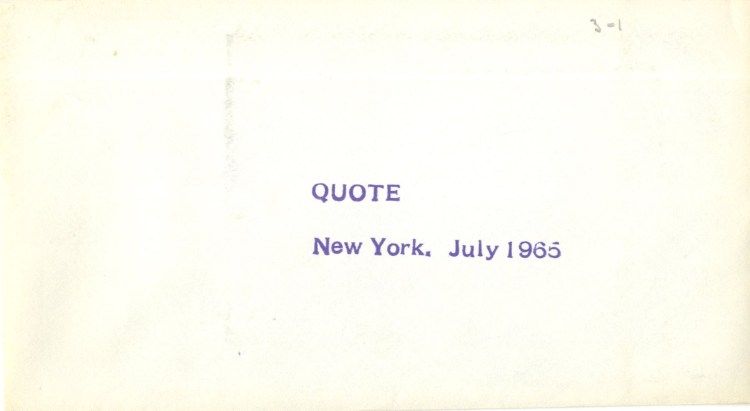 3-1
QUOTE
New York. July 1965